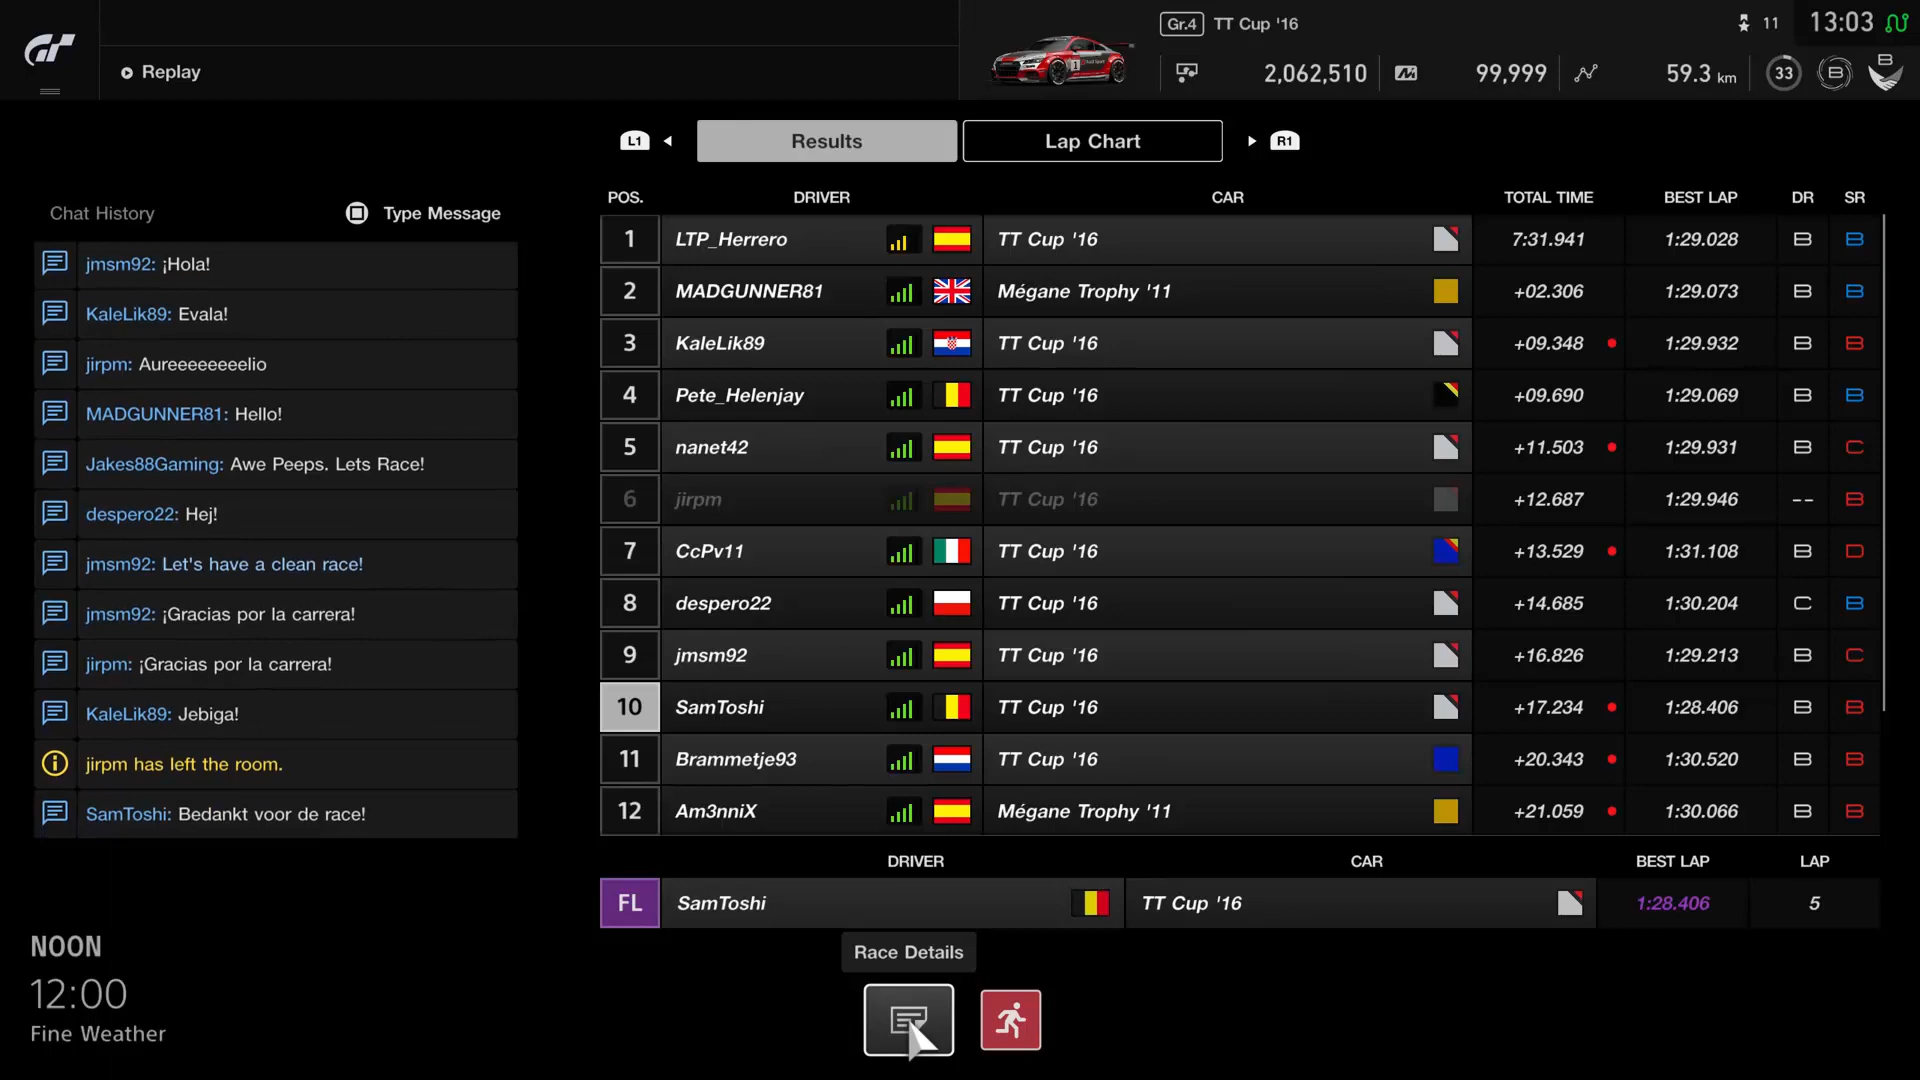 Replay
Gr.4 TT Cup '16
11
13:03
2,062,510
99,999
59.3 km
33
B
B
L1
Results
Lap Chart
R1
Chat History
Type Message
jmsm92: ¡Hola!
KaleLik89: Evala!
jirpm: Aureeeeeeelio
MADGUNNER81: Hello!
Jakes88Gaming: Awe Peeps. Lets Race!
despero22: Hej!
jmsm92: Let's have a clean race!
jmsm92: ¡Gracias por la carrera!
jirpm: ¡Gracias por la carrera!
KaleLik89: Jebiga!
jirpm has left the room.
SamToshi: Bedankt voor de race!
POS. DRIVER CAR TOTAL TIME BEST LAP DR SR
1 LTP_Herrero TT Cup '16 7:31.941 1:29.028 B B
2 MADGUNNER81 Mégane Trophy '11 +02.306 1:29.073 B B
3 KaleLik89 TT Cup '16 +09.348 1:29.932 B B
4 Pete_Helenjay TT Cup '16 +09.690 1:29.069 B B
5 nanet42 TT Cup '16 +11.503 1:29.931 B C
6 jirpm TT Cup '16 +12.687 1:29.946 -- B
7 CcPv11 TT Cup '16 +13.529 1:31.108 B D
8 despero22 TT Cup '16 +14.685 1:30.204 C B
9 jmsm92 TT Cup '16 +16.826 1:29.213 B C
10 SamToshi TT Cup '16 +17.234 1:28.406 B B
11 Brammetje93 TT Cup '16 +20.343 1:30.520 B B
12 Am3nniX Mégane Trophy '11 +21.059 1:30.066 B B
DRIVER CAR BEST LAP LAP
FL SamToshi TT Cup '16 1:28.406 5
Race Details
NOON
12:00
Fine Weather